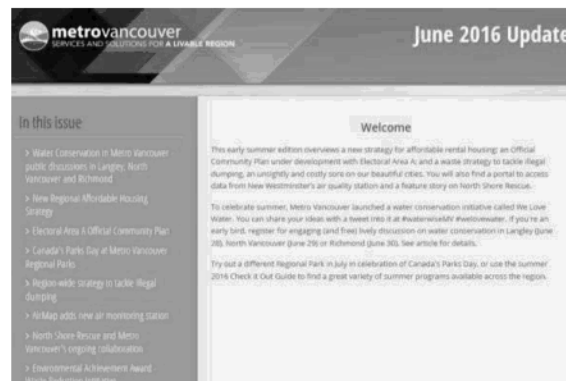 metrovancouver
SERVICES AND SOLUTIONS FOR A LIVABLE REGION
June 2016 Update
In this issue
> Water Conservation in Metro Vancouver
public discussions in Langley, North
Vancouver and Richmond
> New Regional Affordable Housing
Strategy
> Electoral Area A Official Community Plan
> Canada's Parks Day at Metro Vancouver
Regional Parks
> Region-wide strategy to tackle illegal
dumping
> AirMap adds new air monitoring station
> North Shore Rescue and Metro
Vancouver's ongoing collaboration
> Environmental Achievement Award
Welcome
This early summer edition overviews a new strategy for affordable rental housing; an Official
Community Plan under development with Electoral Area A; and a waste strategy to tackle illegal
dumping, an unsightly and costly sore on our beautiful cities. You will also find a portal to access
data from New Westminster's air quality station and a feature story on North Shore Rescue.
To celebrate summer, Metro Vancouver launched a water conservation initiative called We Love
Water. You can share your ideas with a tweet into it at #waterwiseMV #welovewater. If you're an
early bird, register for engaging (and free) lively discussion on water conservation in Langley (June
28), North Vancouver (June 29) or Richmond (June 30). See article for details.
Try out a different Regional Park in July in celebration of Canada's Parks Day, or use the summer
2016 Check It Out Guide to find a great variety of summer programs available across the region.